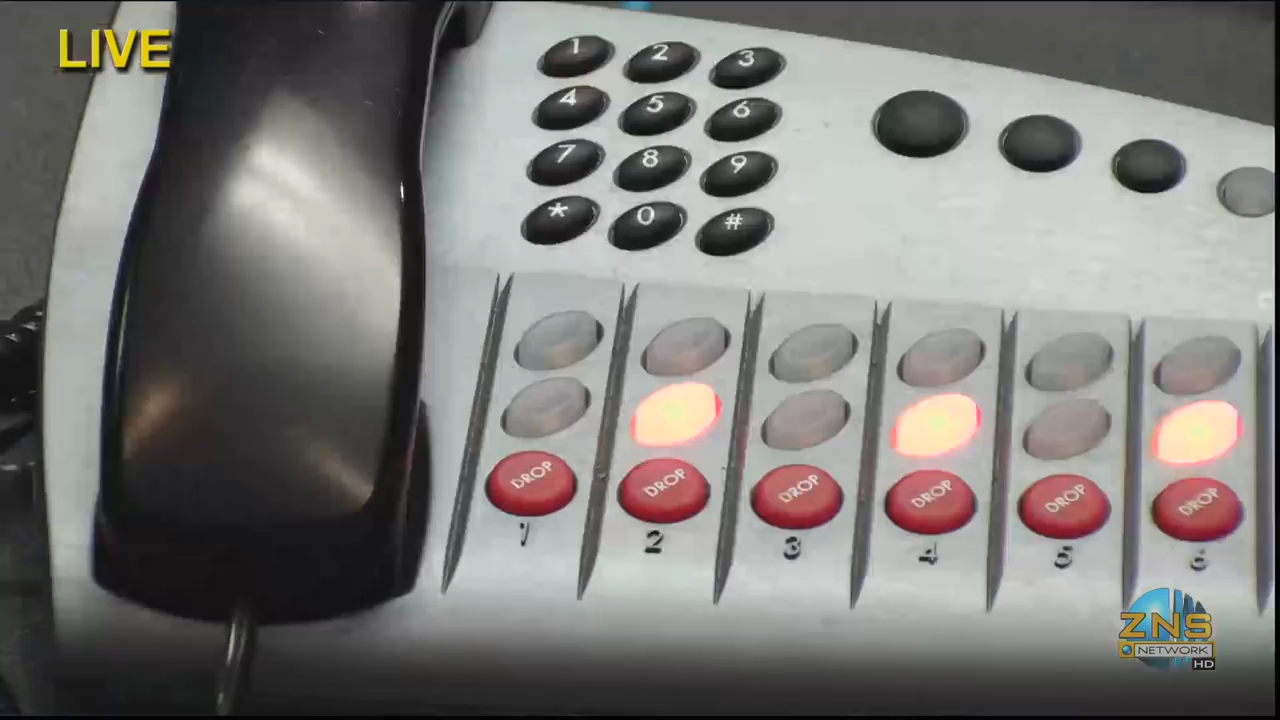 LIVE
1 2 3
4 5 6
7 8 9
* 0 #
DROP DROP DROP DROP DROP DROP
1 2 3 4 5 6
ZNS
NETWORK
HD